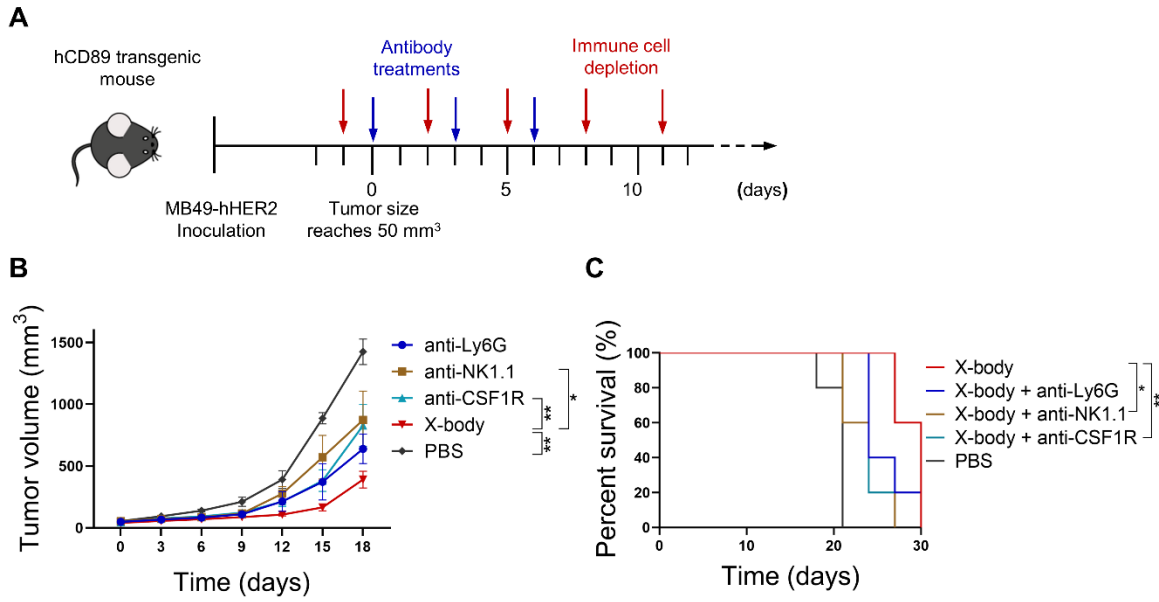 A
hCD89 transgenic
mouse
Antibody
treatments
Immune cell
depletion
0
5
10
(days)
MB49-hHER2
Inoculation
Tumor size
reaches 50 mm³
B
Tumor volume (mm³)
1500
1000
500
0
0 3 6 9 12 15 18
Time (days)
anti-Ly6G
anti-NK1.1
anti-CSF1R
X-body
PBS
**
**
*
C
Percent survival (%)
100
80
60
40
20
0
0 10 20 30
Time (days)
X-body
X-body + anti-Ly6G
X-body + anti-NK1.1
X-body + anti-CSF1R
PBS
*
**